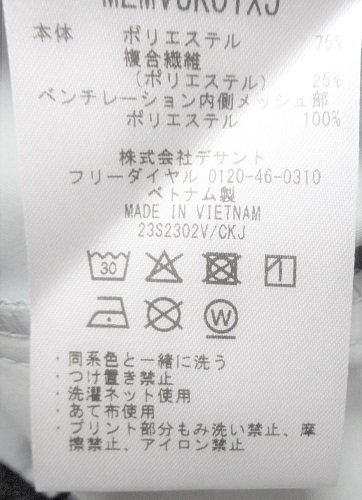 本体 ポリエステル 75%
複合繊維
(ポリエステル) 25%
ベンチレーション内側メッシュ部
ポリエステル 100%
株式会社デサント
フリーダイヤル 0120-46-0310
ベトナム製
MADE IN VIETNAM
23S2302V/CKJ
30
W
・同系色と一緒に洗う
・つけ置き禁止
・洗濯ネット使用
・あて布使用
・プリント部分もみ洗い禁止、摩
擦禁止、アイロン禁止